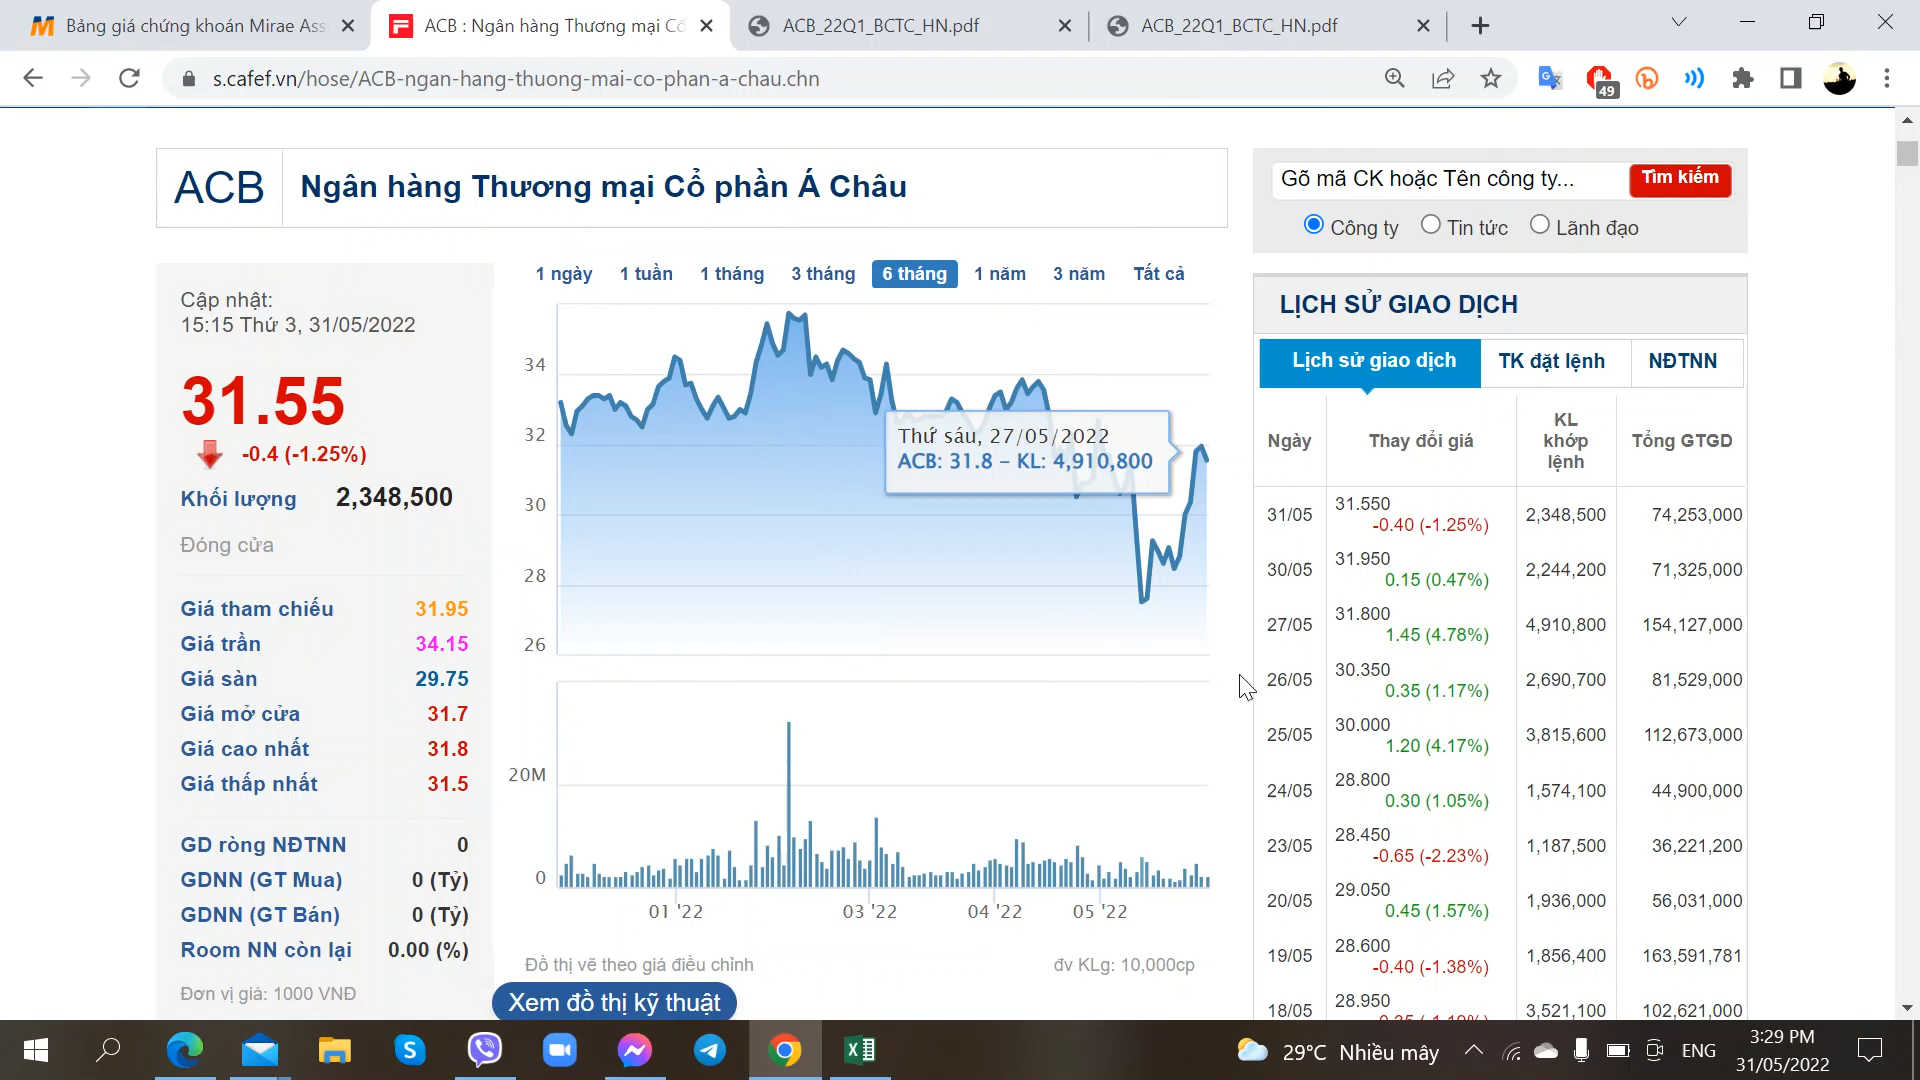 Bảng giá chứng khoán Mirae Ass
ACB : Ngân hàng Thương mại Cổ
ACB_22Q1_BCTC_HN.pdf
ACB_22Q1_BCTC_HN.pdf
s.cafef.vn/hose/ACB-ngan-hang-thuong-mai-co-phan-a-chau.chn
49
ACB
Ngân hàng Thương mại Cổ phần Á Châu
Gõ mã CK hoặc Tên công ty...
Tìm kiếm
Công ty
Tin tức
Lãnh đạo
Cập nhật:
15:15 Thứ 3, 31/05/2022
31.55
-0.4 (-1.25%)
Khối lượng 2,348,500
Đóng cửa
Giá tham chiếu 31.95
Giá trần 34.15
Giá sàn 29.75
Giá mở cửa 31.7
Giá cao nhất 31.8
Giá thấp nhất 31.5
GD ròng NĐTNN 0
GDNN (GT Mua) 0 (Tỷ)
GDNN (GT Bán) 0 (Tỷ)
Room NN còn lại 0.00 (%)
Đơn vị giá: 1000 VNĐ
1 ngày 1 tuần 1 tháng 3 tháng 6 tháng 1 năm 3 năm Tất cả
34
32
30
28
26
Thứ sáu, 27/05/2022
ACB: 31.8 – KL: 4,910,800
20M
0
01 '22 03 '22 04 '22 05 '22
Đồ thị vẽ theo giá điều chỉnh
đv KLg: 10,000cp
Xem đồ thị kỹ thuật
LỊCH SỬ GIAO DỊCH
Lịch sử giao dịch TK đặt lệnh NĐTNN
Ngày Thay đổi giá KL khớp lệnh Tổng GTGD
31/05 31.550 -0.40 (-1.25%) 2,348,500 74,253,000
30/05 31.950 0.15 (0.47%) 2,244,200 71,325,000
27/05 31.800 1.45 (4.78%) 4,910,800 154,127,000
26/05 30.350 0.35 (1.17%) 2,690,700 81,529,000
25/05 30.000 1.20 (4.17%) 3,815,600 112,673,000
24/05 28.800 0.30 (1.05%) 1,574,100 44,900,000
23/05 28.450 -0.65 (-2.23%) 1,187,500 36,221,200
20/05 29.050 0.45 (1.57%) 1,936,000 56,031,000
19/05 28.600 -0.40 (-1.38%) 1,856,400 163,591,781
18/05 28.950 3,521,100 102,621,000
29°C Nhiều mây
ENG
3:29 PM
31/05/2022